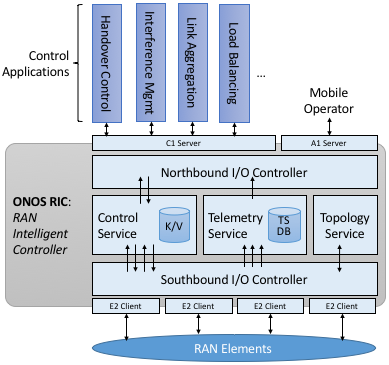 Control
Applications
Handover Control
Interference Mgmt
Link Aggregation
Load Balancing
...
Mobile
Operator
C1 Server
A1 Server
Northbound I/O Controller
ONOS RIC:
RAN
Intelligent
Controller
Control
Service
K/V
Telemetry
Service
TS
DB
Topology
Service
Southbound I/O Controller
E2 Client
E2 Client
E2 Client
E2 Client
RAN Elements